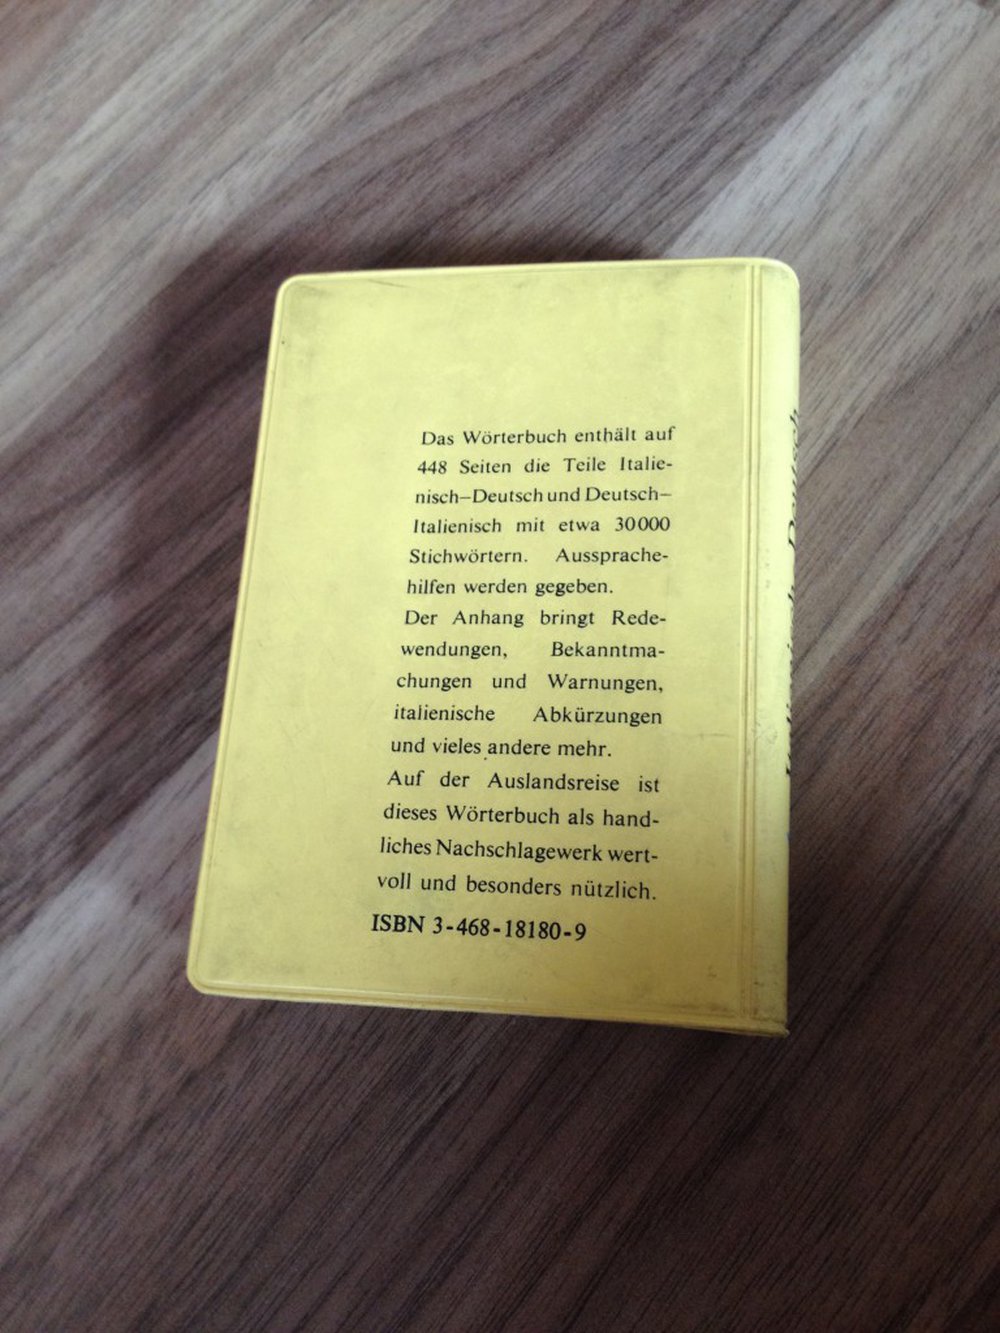 Das Wörterbuch enthält auf
448 Seiten die Teile Italie-
nisch–Deutsch und Deutsch–
Italienisch mit etwa 30000
Stichwörtern. Aussprache-
hilfen werden gegeben.
Der Anhang bringt Rede-
wendungen, Bekanntma-
chungen und Warnungen,
italienische Abkürzungen
und vieles andere mehr.
Auf der Auslandsreise ist
dieses Wörterbuch als hand-
liches Nachschlagewerk wert-
voll und besonders nützlich.
ISBN 3-468-18180-9
Italienisch Deutsch